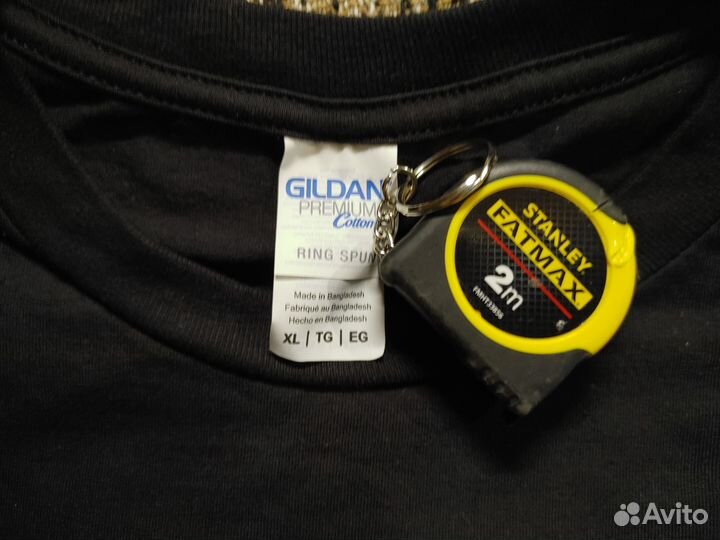 GILDAN
PREMIUM
Cotton
RING SPUN
Made in Bangladesh
Fabriqué au Bangladesh
Hecho en Bangladesh
XL | TG | EG
STANLEY
FATMAX
2m
FMHT33856
Avito